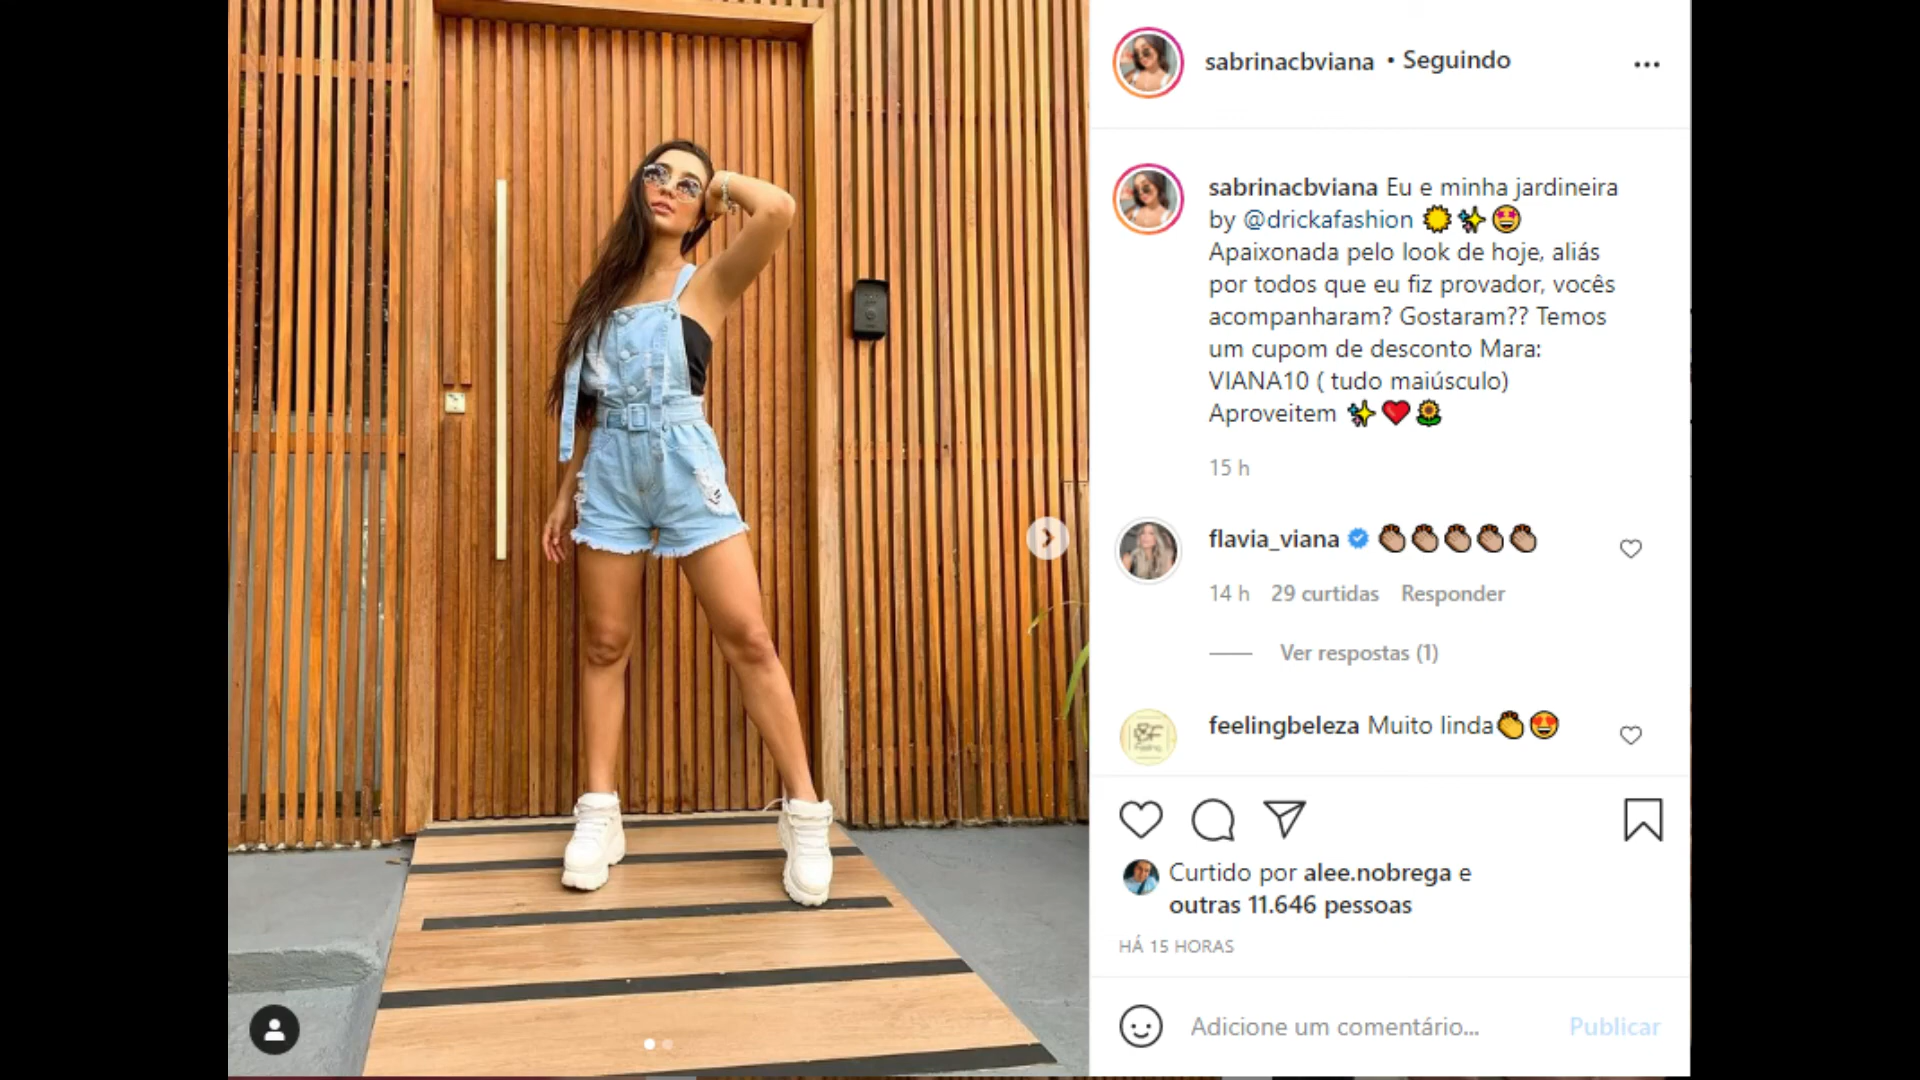 sabrinacbviana • Seguindo
sabrinacbviana Eu e minha jardineira
by @drickafashion 🌞✨🤩
Apaixonada pelo look de hoje, aliás
por todos que eu fiz provador, vocês
acompanharam? Gostaram?? Temos
um cupom de desconto Mara:
VIANA10 ( tudo maiúsculo)
Aproveitem ✨❤️🌻
15 h
flavia_viana 👏🏽👏🏽👏🏽👏🏽👏🏽
14 h 29 curtidas Responder
Ver respostas (1)
feelingbeleza Muito linda👏😍
Curtido por alee.nobrega e
outras 11.646 pessoas
HÁ 15 HORAS
Adicione um comentário... Publicar